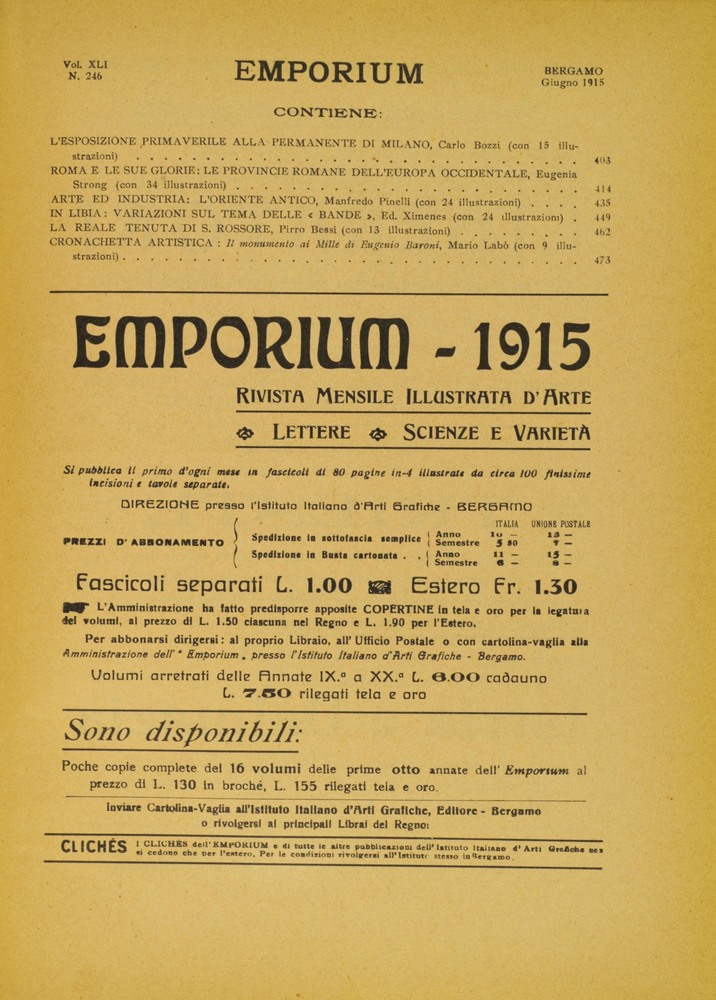 Vol. XLI
N. 246
EMPORIUM
BERGAMO
Giugno 1915
CONTIENE:
L'ESPOSIZIONE PRIMAVERILE ALLA PERMANENTE DI MILANO, Carlo Bozzi (con 15 illu-
strazioni) . . . . . . . . . . . . . . . . . . . . . . . . . . . . 403
ROMA E LE SUE GLORIE: LE PROVINCIE ROMANE DELL'EUROPA OCCIDENTALE, Eugenia
Strong (con 34 illustrazioni) . . . . . . . . . . . . . . . . . . . . . 414
ARTE ED INDUSTRIA: L'ORIENTE ANTICO, Manfredo Pinelli (con 24 illustrazioni) . . . . 435
IN LIBIA: VARIAZIONI SUL TEMA DELLE « BANDE », Ed. Ximenes (con 24 illustrazioni) . 449
LA REALE TENUTA DI S. ROSSORE, Pirro Bessi (con 13 illustrazioni) . . . . . . . . 462
CRONACHETTA ARTISTICA : Il monumento ai Mille di Eugenio Baroni, Mario Labò (con 9 illu-
strazioni) . . . . . . . . . . . . . . . . . . . . . . . . . . . . 473
EMPORIUM - 1915
RIVISTA MENSILE ILLUSTRATA D'ARTE
LETTERE SCIENZE E VARIETÀ
Si pubblica il primo d'ogni mese in fascicoli di 80 pagine in-4 illustrate da circa 100 finissime
incisioni e tavole separate.
DIREZIONE presso l'Istituto Italiano d'Arti Grafiche - BERGAMO
ITALIA UNIONE POSTALE
PREZZI D'ABBONAMENTO
Spedizione in sottofascia semplice { Anno 10 — 13 —
Semestre 5 50 7 —
Spedizione in Busta cartonata . . { Anno 11 — 15 —
Semestre 6 — 8 —
Fascicoli separati L. 1.00 Estero Fr. 1.30
L'Amministrazione ha fatto predisporre apposite COPERTINE in tela e oro per la legatura
dei volumi, al prezzo di L. 1.50 ciascuna nel Regno e L. 1.90 per l'Estero.
Per abbonarsi dirigersi: al proprio Libraio, all'Ufficio Postale o con cartolina-vaglia alla
Amministrazione dell'" Emporium „ presso l'Istituto Italiano d'Arti Grafiche - Bergamo.
Volumi arretrati delle Annate IX.ª a XX.ª L. 6.00 cadauno
L. 7.50 rilegati tela e oro
Sono disponibili:
Poche copie complete dei 16 volumi delle prime otto annate dell' Emporium al
prezzo di L. 130 in broché, L. 155 rilegati tela e oro.
Inviare Cartolina-Vaglia all'Istituto Italiano d'Arti Grafiche, Editore - Bergamo
o rivolgersi ai principali Librai del Regno:
CLICHÉS I CLICHÉS dell'EMPORIUM e di tutte le altre pubblicazioni dell'Istituto Italiano d'Arti Grafiche non
si cedono che per l'estero. Per le condizioni rivolgersi all'Istituto stesso in Bergamo.